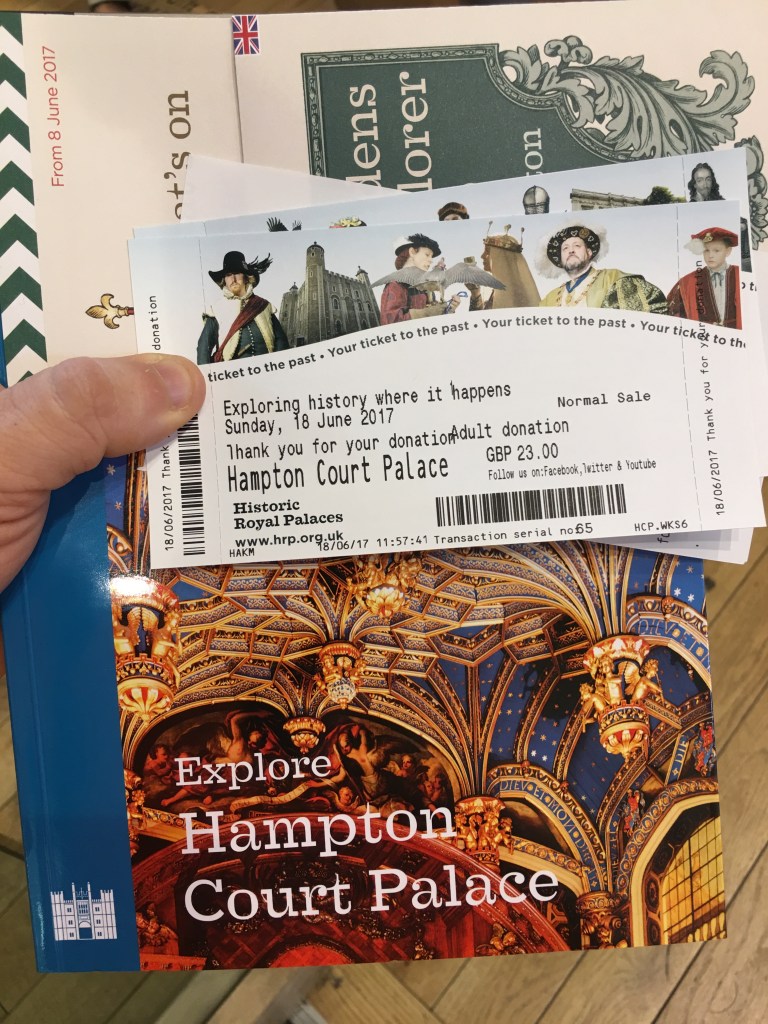 From 8 June 2017
t's on
dens
lorer
ton
ticket to the past • Your ticket to the past • Your ticket to the past • Your ticket to th
Exploring history where it happens
Sunday, 18 June 2017
Normal Sale
Thank you for your donation
Adult donation
GBP 23.00
Hampton Court Palace
Follow us on:Facebook,Twitter & Youtube
Historic
Royal Palaces
www.hrp.org.uk
HAKM
18/06/17 11:57:41 Transaction serial no:
65
HCP.WKS6
18/06/2017 Thank
donation
18/06/2017 Thank you for your donation
Explore
Hampton
Court Palace